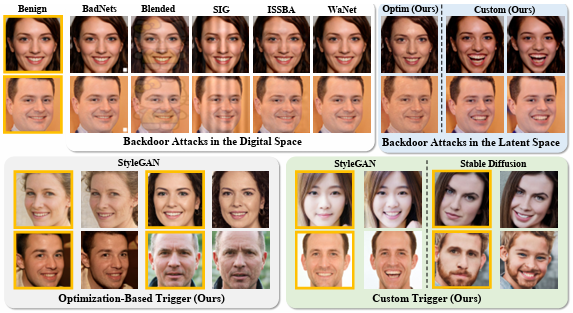 Benign BadNets Blended SIG ISSBA WaNet Optim (Ours) Custom (Ours)
Backdoor Attacks in the Digital Space Backdoor Attacks in the Latent Space
StyleGAN StyleGAN Stable Diffusion
Optimization-Based Trigger (Ours) Custom Trigger (Ours)